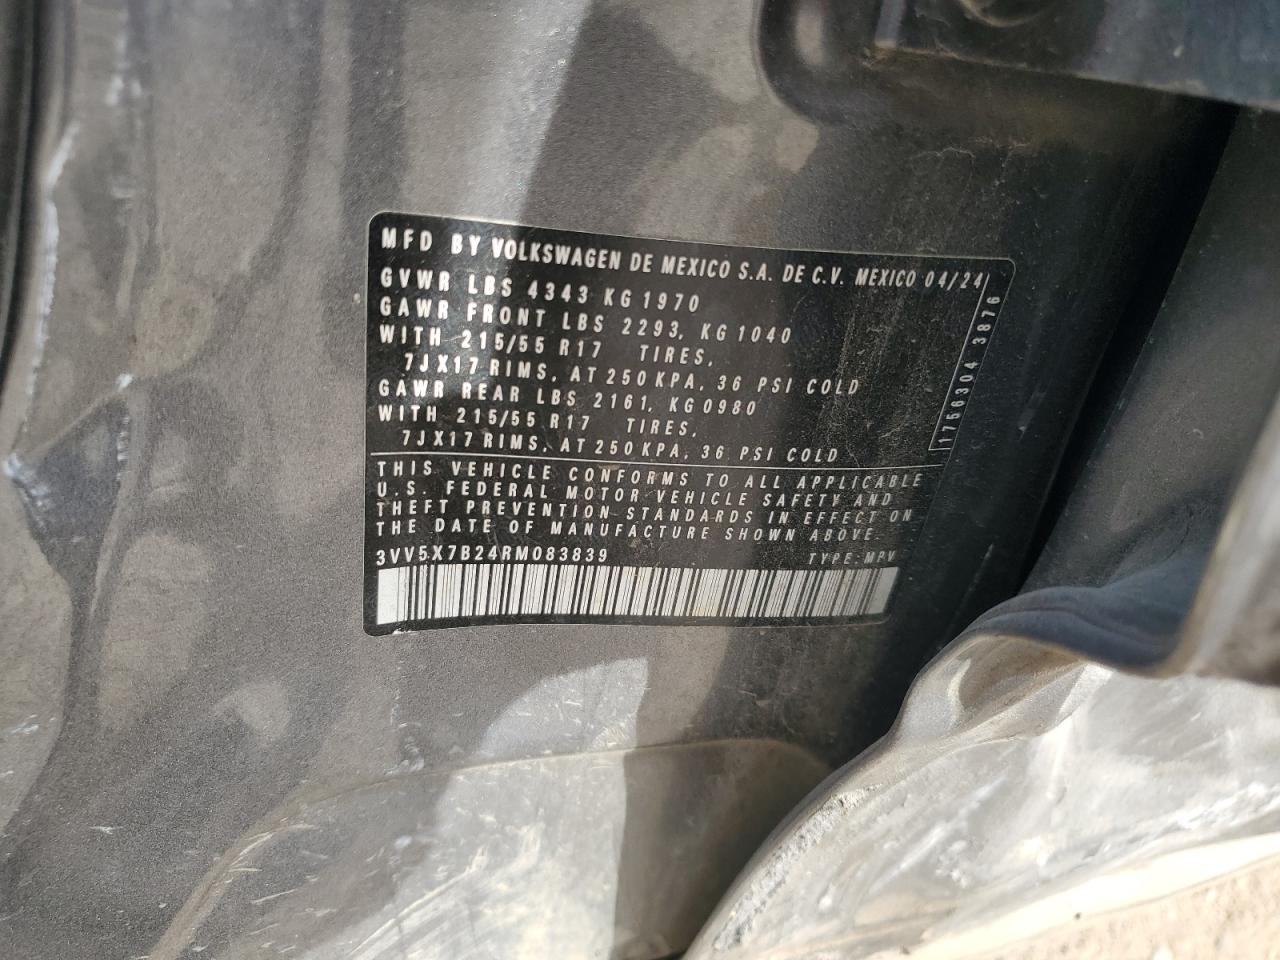 MFD BY VOLKSWAGEN DE MEXICO S.A. DE C.V. MEXICO 04/24
GVWR LBS 4343 KG 1970
GAWR FRONT LBS 2293, KG 1040
WITH 215/55 R17 TIRES,
7JX17 RIMS, AT 250 KPA, 36 PSI COLD
GAWR REAR LBS 2161, KG 0980
WITH 215/55 R17 TIRES,
7JX17 RIMS, AT 250 KPA, 36 PSI COLD
1756304 3876
THIS VEHICLE CONFORMS TO ALL APPLICABLE
U.S. FEDERAL MOTOR VEHICLE SAFETY AND
THEFT PREVENTION STANDARDS IN EFFECT ON
THE DATE OF MANUFACTURE SHOWN ABOVE.
3VV5X7B24RM083839 TYPE: MPV